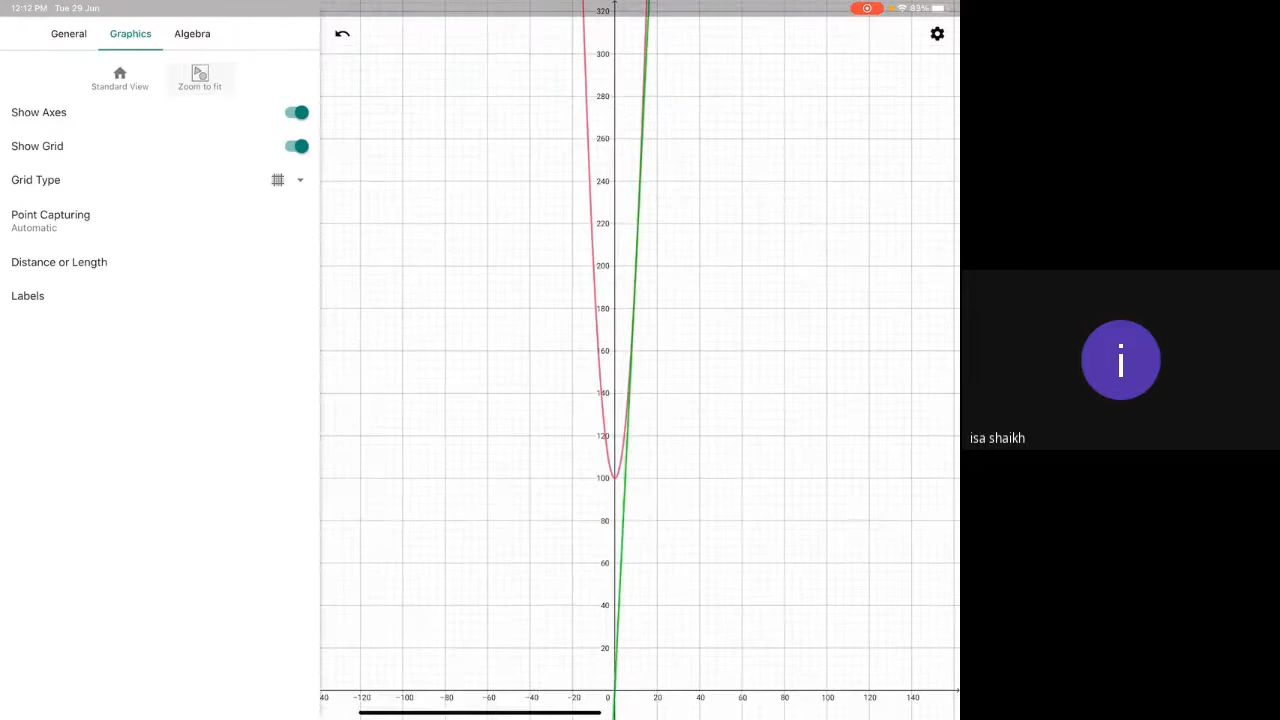 12:12 PM Tue 29 Jun
83%
General Graphics Algebra
Standard View Zoom to fit
Show Axes
Show Grid
Grid Type
Point Capturing
Automatic
Distance or Length
Labels
320
300
280
260
240
220
200
180
160
140
120
100
80
60
40
20
40 −120 −100 −80 −60 −40 −20 0 20 40 60 80 100 120 140
i
isa shaikh